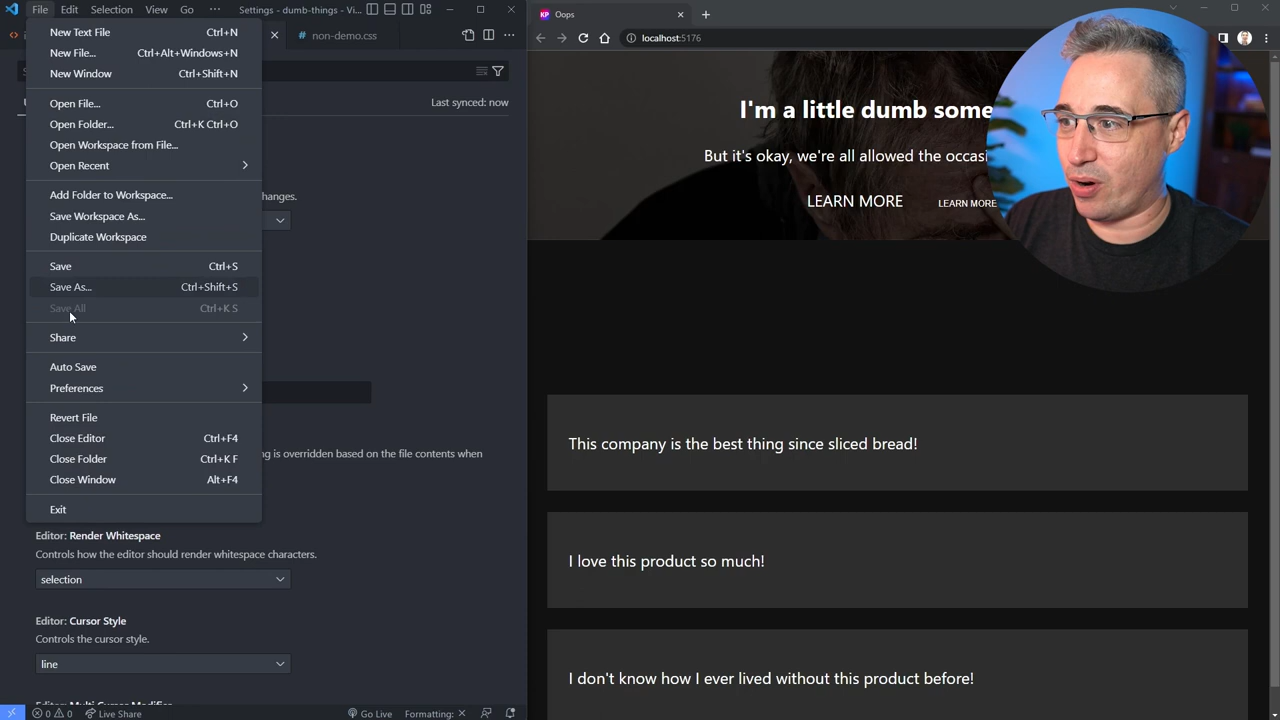 File Edit Selection View Go ··· Settings - dumb-things - Vi...
non-demo.css
New Text File Ctrl+N
New File... Ctrl+Alt+Windows+N
New Window Ctrl+Shift+N
Open File... Ctrl+O
Open Folder... Ctrl+K Ctrl+O
Open Workspace from File...
Open Recent
Add Folder to Workspace...
Save Workspace As...
Duplicate Workspace
Save Ctrl+S
Save As... Ctrl+Shift+S
Save All Ctrl+K S
Share
Auto Save
Preferences
Revert File
Close Editor Ctrl+F4
Close Folder Ctrl+K F
Close Window Alt+F4
Exit
Last synced: now
hanges.
g is overridden based on the file contents when
Editor: Render Whitespace
Controls how the editor should render whitespace characters.
selection
Editor: Cursor Style
Controls the cursor style.
line
Editor: Multi Cursor Modifier
0 0 Live Share Go Live Formatting:
KP Oops
localhost:5176
I'm a little dumb some
But it's okay, we're all allowed the occasi
LEARN MORE LEARN MORE
This company is the best thing since sliced bread!
I love this product so much!
I don't know how I ever lived without this product before!